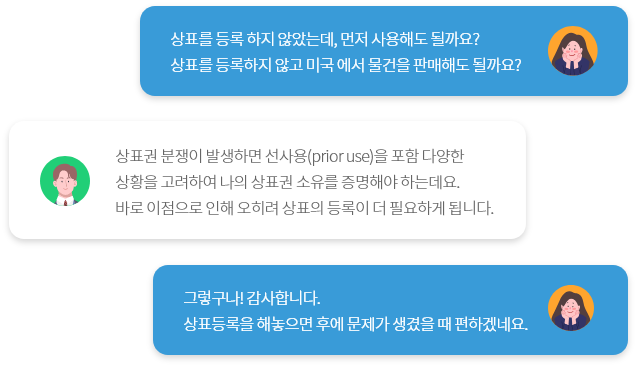 상표를 등록 하지 않았는데, 먼저 사용해도 될까요?
상표를 등록하지 않고 미국 에서 물건을 판매해도 될까요?
상표권 분쟁이 발생하면 선사용(prior use)을 포함 다양한
상황을 고려하여 나의 상표권 소유를 증명해야 하는데요.
바로 이점으로 인해 오히려 상표의 등록이 더 필요하게 됩니다.
그렇구나! 감사합니다.
상표등록을 해놓으면 후에 문제가 생겼을 때 편하겠네요.